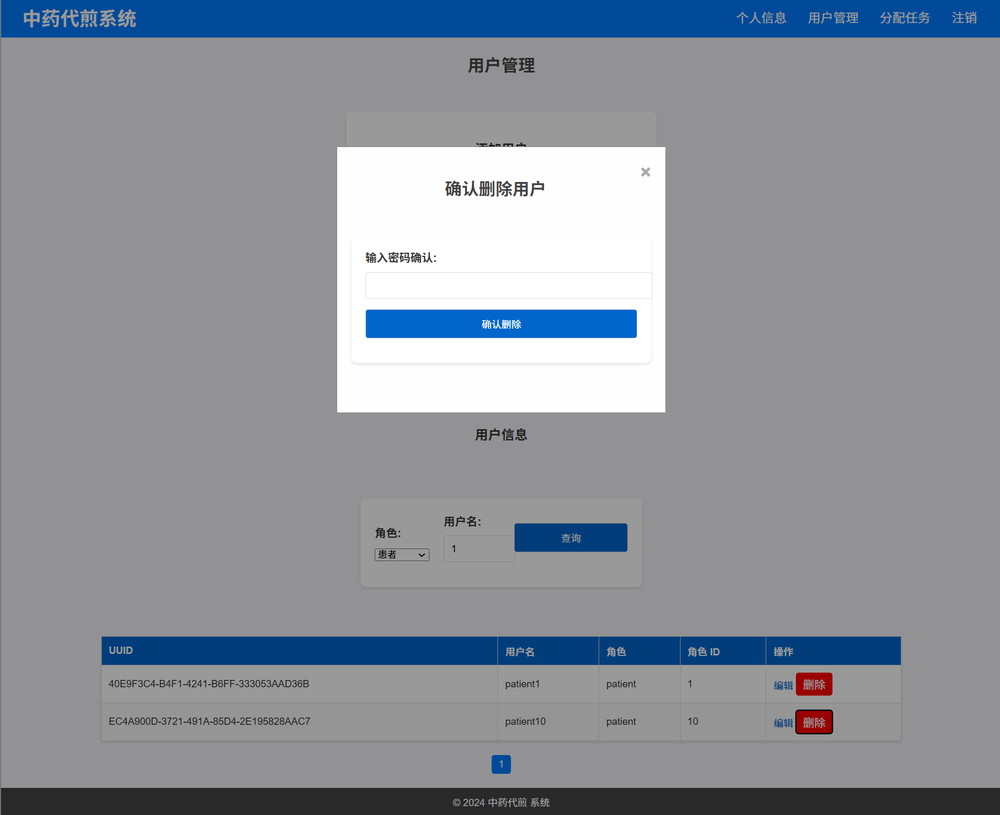 中药代煎系统
个人信息 用户管理 分配任务 注销
用户管理
添加用户
×
确认删除用户
输入密码确认:
确认删除
用户信息
角色:
患者
用户名:
1
查询
UUID 用户名 角色 角色 ID 操作
40E9F3C4-B4F1-4241-B6FF-333053AAD36B patient1 patient 1 编辑 删除
EC4A900D-3721-491A-85D4-2E195828AAC7 patient10 patient 10 编辑 删除
1
© 2024 中药代煎 系统